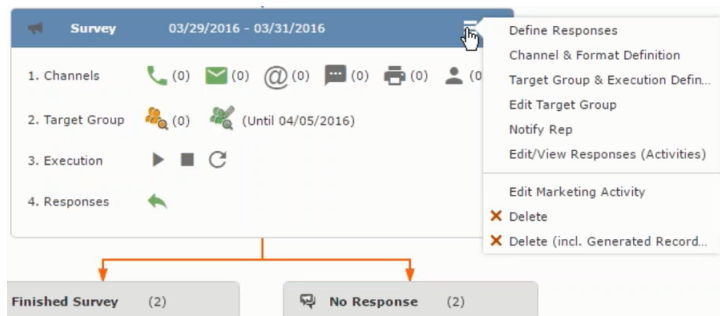 Survey 03/29/2016 - 03/31/2016
1. Channels (0) (0) @ (0) (0) (0) (0
2. Target Group (0) (Until 04/05/2016)
3. Execution
4. Responses
Define Responses
Channel & Format Definition
Target Group & Execution Defin...
Edit Target Group
Notify Rep
Edit/View Responses (Activities)
Edit Marketing Activity
Delete
Delete (incl. Generated Record...
Finished Survey (2)
No Response (2)